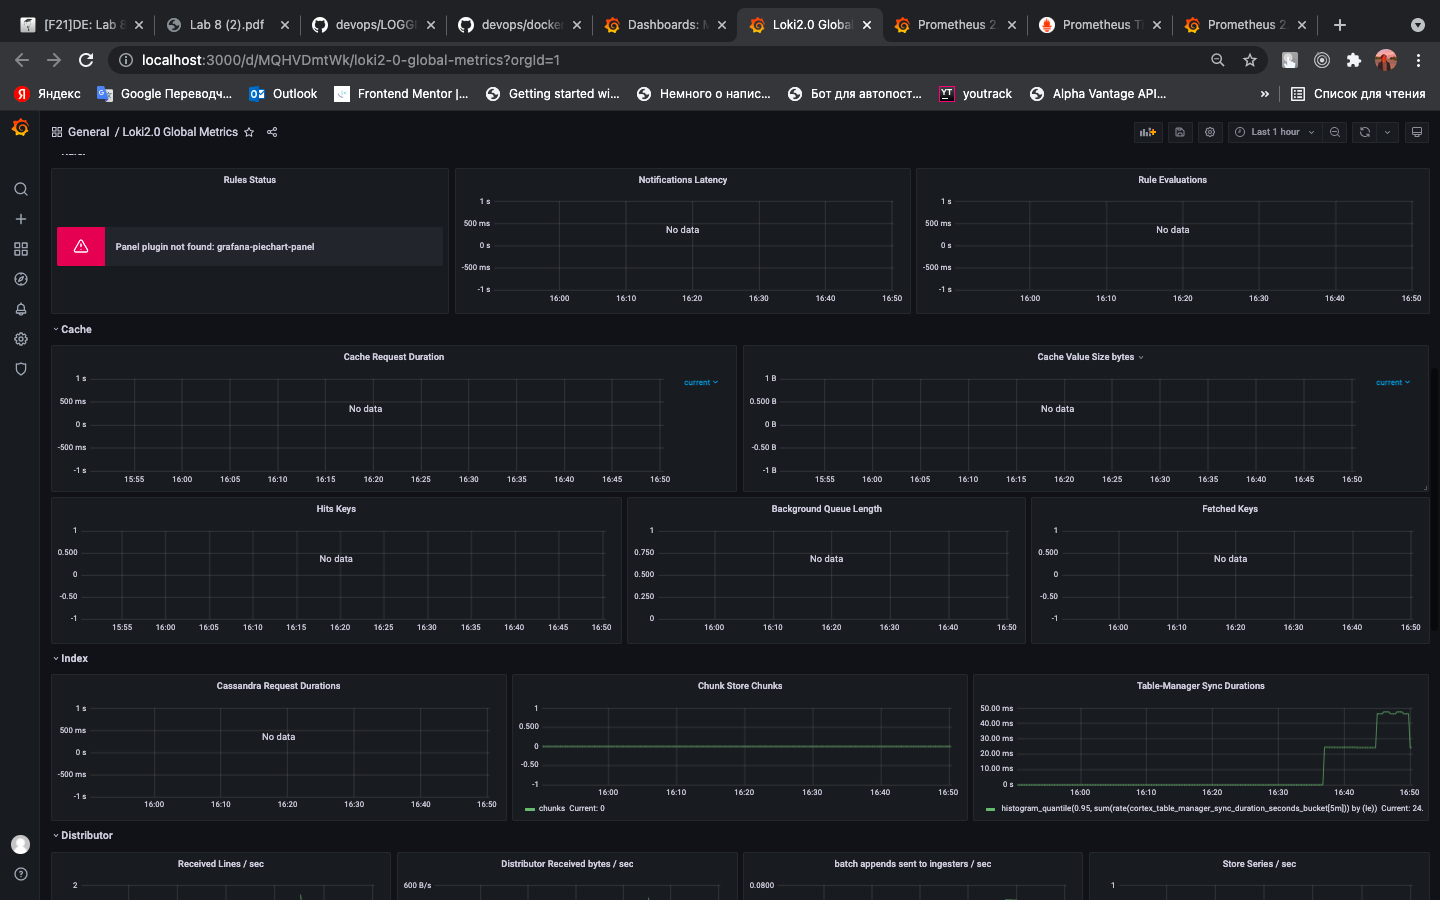 [F21]DE: Lab 8
Lab 8 (2).pdf
devops/LOGGI
devops/docke
Dashboards: M
Loki2.0 Global
Prometheus 2.
Prometheus Ti
Prometheus 2.
localhost:3000/d/MQHVDmtWk/loki2-0-global-metrics?orgId=1
Яндекс
Google Переводч...
Outlook
Frontend Mentor |...
Getting started wi...
Немного о напис...
Бот для автопост...
youtrack
Alpha Vantage API...
»
Список для чтения
General / Loki2.0 Global Metrics
Last 1 hour
Rules Status
Panel plugin not found: grafana-piechart-panel
Notifications Latency
1 s
500 ms
0 s
-500 ms
-1 s
No data
16:00 16:10 16:20 16:30 16:40 16:50
Rule Evaluations
1 s
500 ms
0 s
-500 ms
-1 s
No data
16:00 16:10 16:20 16:30 16:40 16:50
Cache
Cache Request Duration
1 s
500 ms
0 s
-500 ms
-1 s
No data
current
15:55 16:00 16:05 16:10 16:15 16:20 16:25 16:30 16:35 16:40 16:45 16:50
Cache Value Size bytes
1 B
0.500 B
0 B
-0.50 B
-1 B
No data
current
15:55 16:00 16:05 16:10 16:15 16:20 16:25 16:30 16:35 16:40 16:45 16:50
Hits Keys
1
0.500
0
-0.50
-1
No data
15:55 16:00 16:05 16:10 16:15 16:20 16:25 16:30 16:35 16:40 16:45 16:50
Background Queue Length
1
0.750
0.500
0.250
0
No data
16:00 16:10 16:20 16:30 16:40 16:50
Fetched Keys
1
0.500
0
-0.50
-1
No data
16:00 16:10 16:20 16:30 16:40 16:50
Index
Cassandra Request Durations
1 s
500 ms
0 s
-500 ms
-1 s
No data
16:00 16:10 16:20 16:30 16:40 16:50
Chunk Store Chunks
1
0.500
0
-0.50
-1
16:00 16:10 16:20 16:30 16:40 16:50
chunks Current: 0
Table-Manager Sync Durations
50.00 ms
40.00 ms
30.00 ms
20.00 ms
10.00 ms
0 s
16:00 16:10 16:20 16:30 16:40 16:50
histogram_quantile(0.95, sum(rate(cortex_table_manager_sync_duration_seconds_bucket[5m])) by (le)) Current: 24.
Distributor
Received Lines / sec
2
Distributor Received bytes / sec
600 B/s
batch appends sent to ingesters / sec
0.0800
Store Series / sec
1